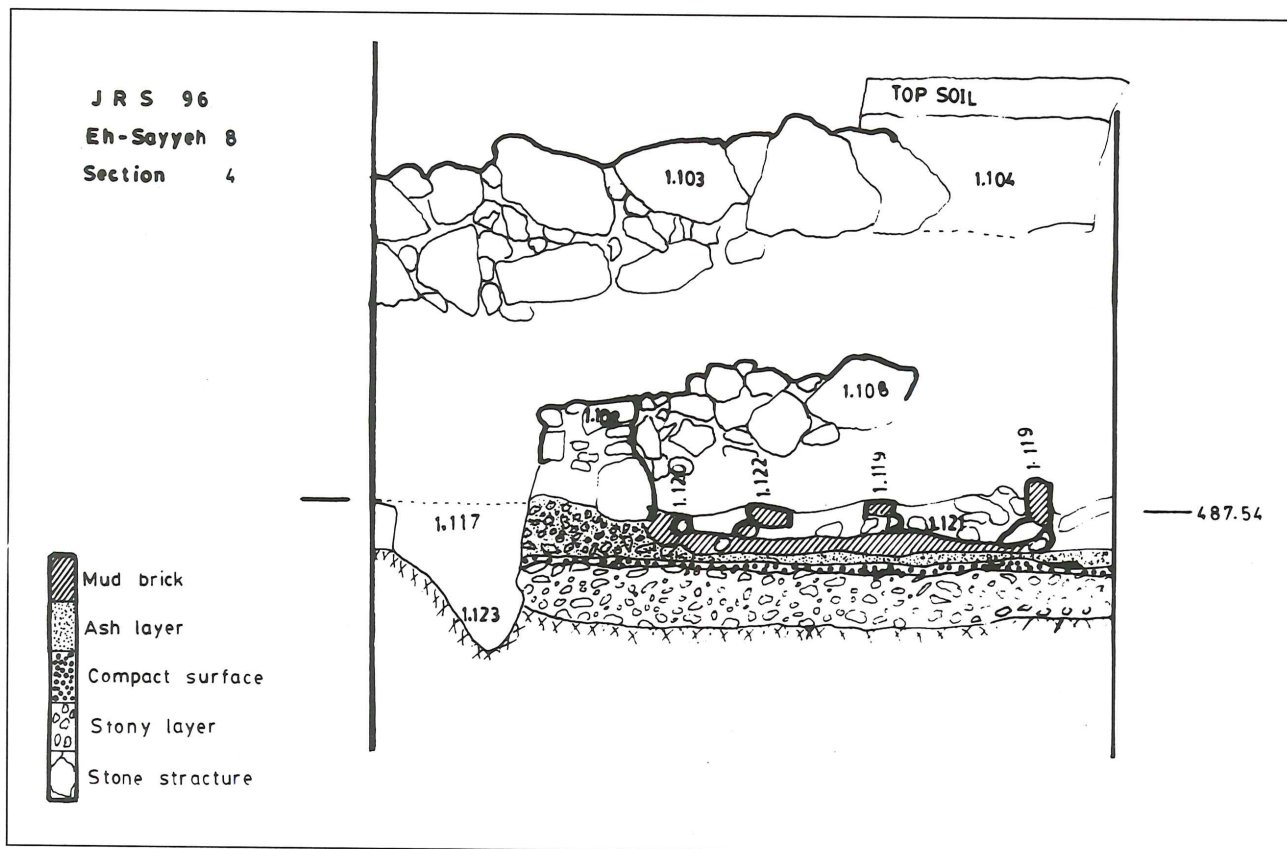 JRS 96
Eh-Sayyeh 8
Section 4
TOP SOIL
1.103
1.104
1.108
1.120
1.122
1.119
1.119
1.121
1.117
487.54
1.123
Mud brick
Ash layer
Compact surface
Stony layer
Stone stracture